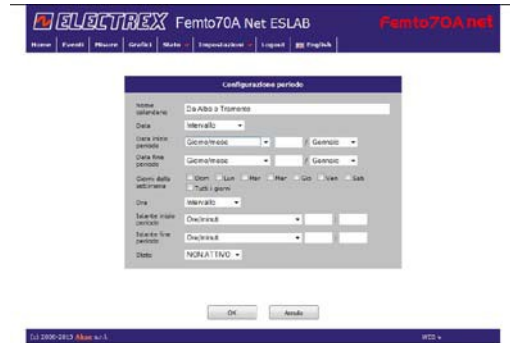 ELECTREX Femto70A Net ESLAB Femto70A net
Home Eventi Misure Grafici Stato Impostazioni Logout English
Configurazione periodo
Nome calendario Da Alba a Tramonto
Data Intervallo
Data inizio periodo Giorno/mese / Gennaio
Data fine periodo Giorno/mese / Gennaio
Giorni della settimana Dom Lun Mar Mer Gio Ven Sab
Tutti i giorni
Ora Intervallo
Istante inizio periodo Ore/minuti :
Istante fine periodo Ore/minuti :
Stato NON ATTIVO
OK Annulla
(c) 2006-2013 Akse s.r.l.